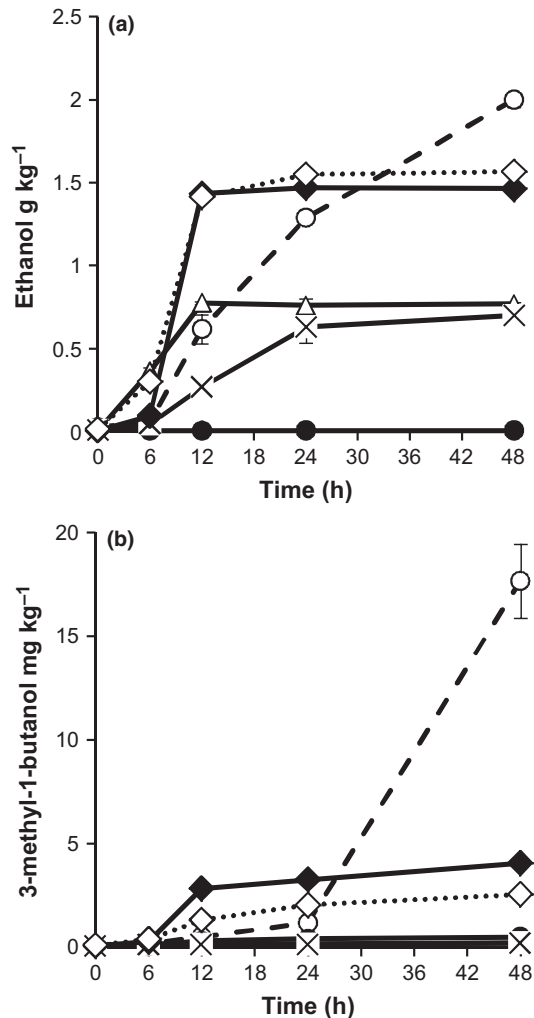 (a)
Ethanol g kg⁻¹
2.5
2
1.5
1
0.5
0
0 6 12 18 24 30 36 42 48
Time (h)
(b)
3-methyl-1-butanol mg kg⁻¹
20
15
10
5
0
0 6 12 18 24 30 36 42 48
Time (h)